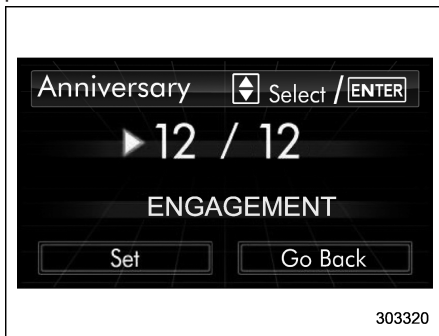 Anniversary Select / ENTER
12 / 12
ENGAGEMENT
Set Go Back
303320